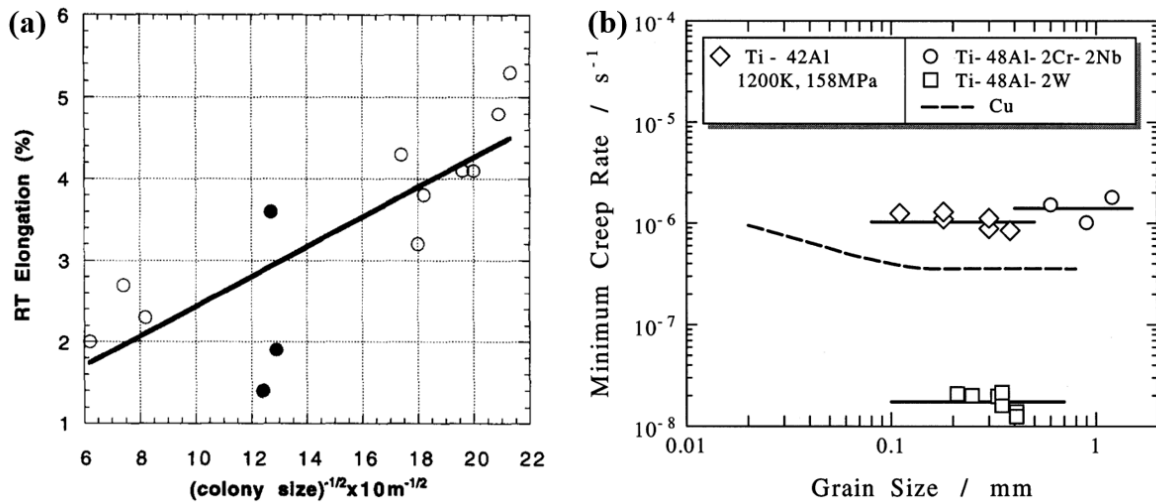 (a)
6
5
4
3
2
1
RT Elongation (%)
6 8 10 12 14 16 18 20 22
(colony size)-1/2x10m-1/2
(b)
10-4
10-5
10-6
10-7
10-8
Minimum Creep Rate / s-1
Ti - 42Al
1200K, 158MPa
Ti- 48Al- 2Cr- 2Nb
Ti- 48Al- 2W
Cu
0.01 0.1 1
Grain Size / mm